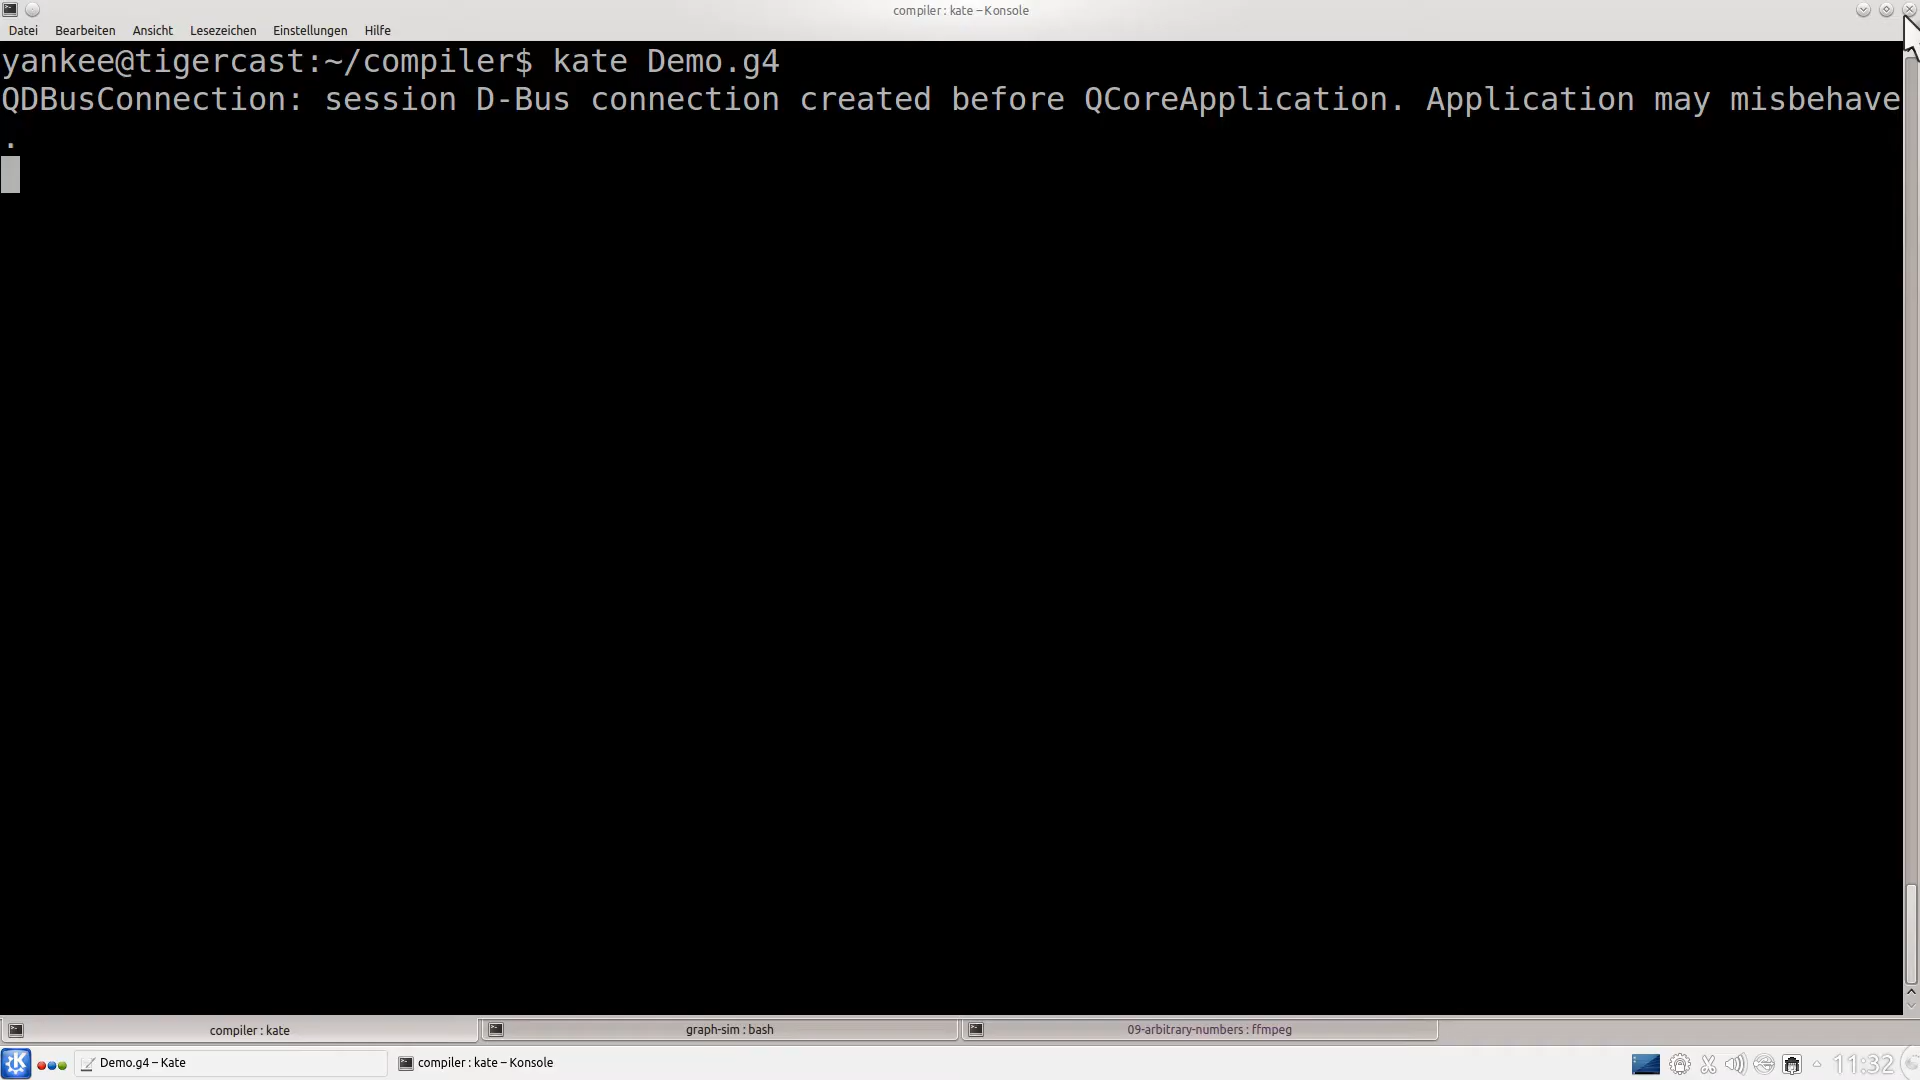 compiler : kate – Konsole
Datei Bearbeiten Ansicht Lesezeichen Einstellungen Hilfe
yankee@tigercast:~/compiler$ kate Demo.g4
QDBusConnection: session D-Bus connection created before QCoreApplication. Application may misbehave
.
compiler : kate graph-sim : bash 09-arbitrary-numbers : ffmpeg
Demo.g4 – Kate compiler : kate – Konsole 11:32